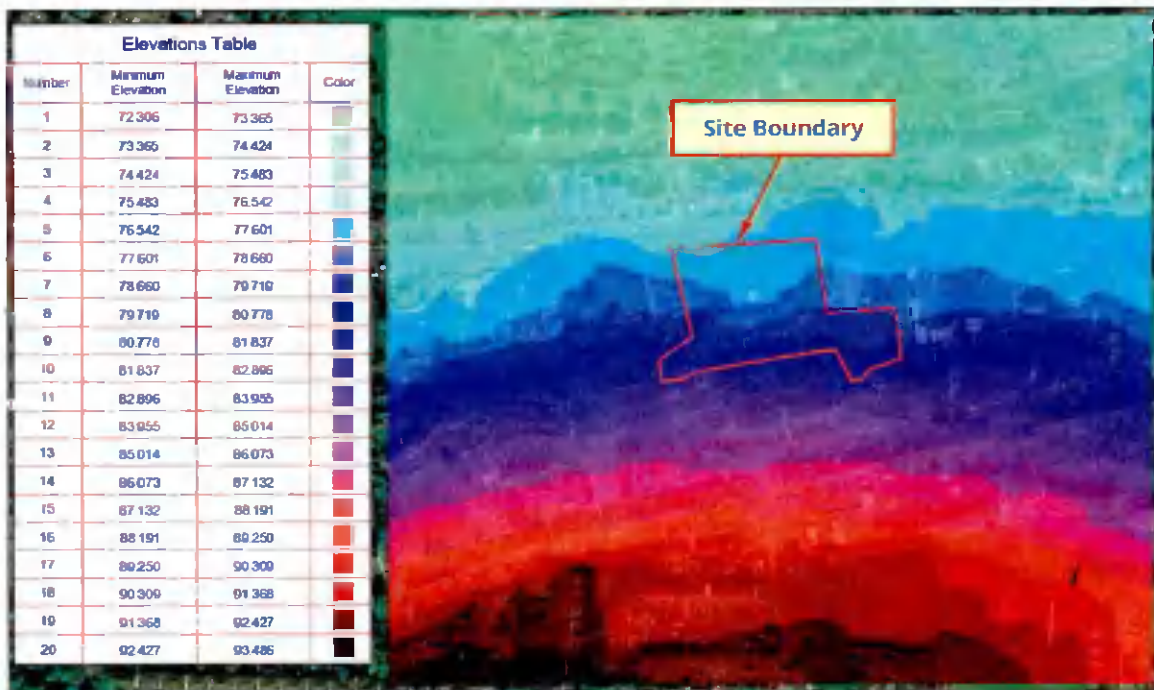 Elevations Table
Number Minimum Elevation Maximum Elevation Color
1 72.306 73.365
2 73.365 74.424
3 74.424 75.483
4 75.483 76.542
5 76.542 77.601
6 77.601 78.660
7 78.660 79.719
8 79.719 80.778
9 80.778 81.837
10 81.837 82.896
11 82.896 83.955
12 83.955 85.014
13 85.014 86.073
14 86.073 87.132
15 87.132 88.191
16 88.191 89.250
17 89.250 90.309
18 90.309 91.368
19 91.368 92.427
20 92.427 93.486
Site Boundary